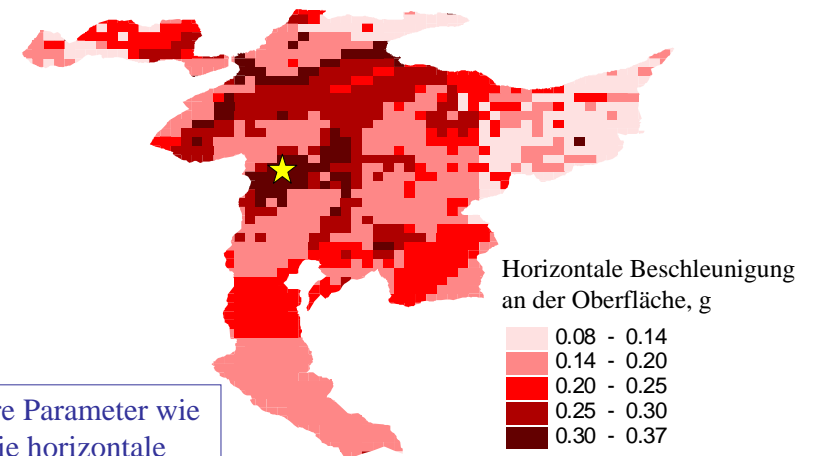 Horizontale Beschleunigung
an der Oberfläche, g
0.08 - 0.14
0.14 - 0.20
0.20 - 0.25
0.25 - 0.30
0.30 - 0.37
Parameter wie
horizontale